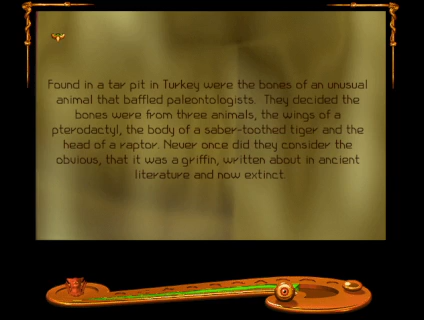 Found in a tar pit in Turkey were the bones of an unusual
animal that baffled paleontologists. They decided the
bones were from three animals, the wings of a
pterodactyl, the body of a saber-toothed tiger and the
head of a raptor. Never once did they consider the
obvious, that it was a griffin, written about in ancient
literature and now extinct.